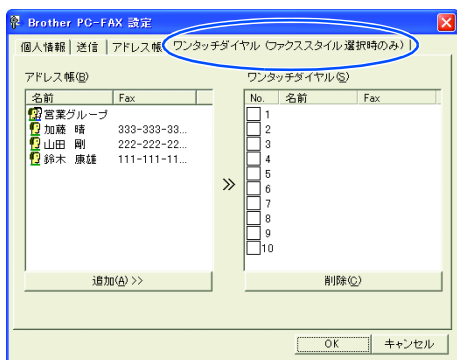 Brother PC-FAX 設定
個人情報 送信 アドレス帳 ワンタッチダイヤル (ファクススタイル選択時のみ)
アドレス帳(B)
名前 Fax
営業グループ
加藤 晴 333-333-33...
山田 剛 222-222-22...
鈴木 康雄 111-111-11...
追加(A) >>
»
ワンタッチダイヤル(S)
No. 名前 Fax
1
2
3
4
5
6
7
8
9
10
削除(C)
OK キャンセル